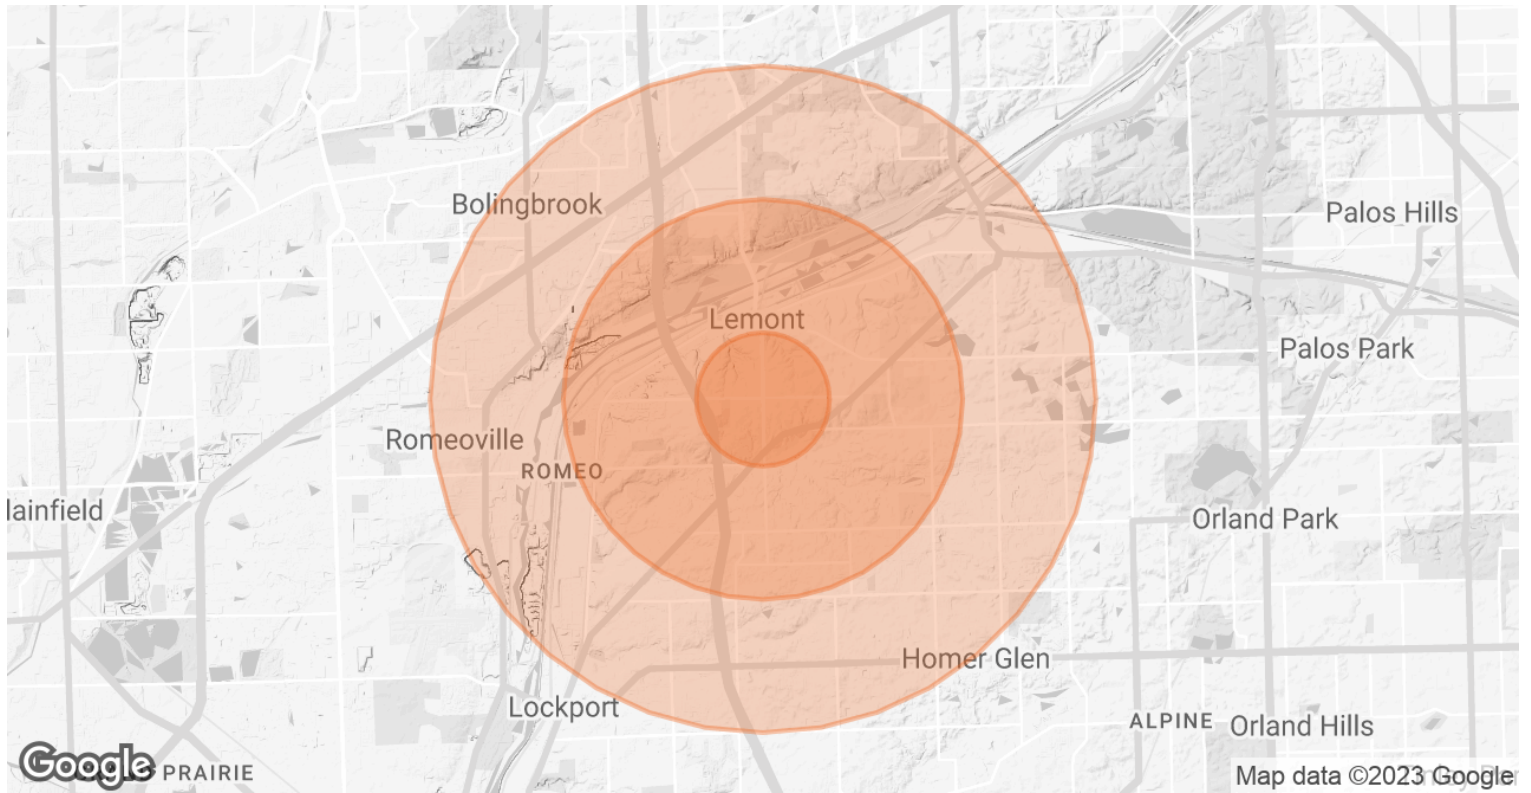 Bolingbrook
Palos Hills
Lemont
Palos Park
Romeoville
ROMEO
lainfield
Orland Park
Homer Glen
Lockport
ALPINE
Orland Hills
Google
PRAIRIE
Map data ©2023 Google